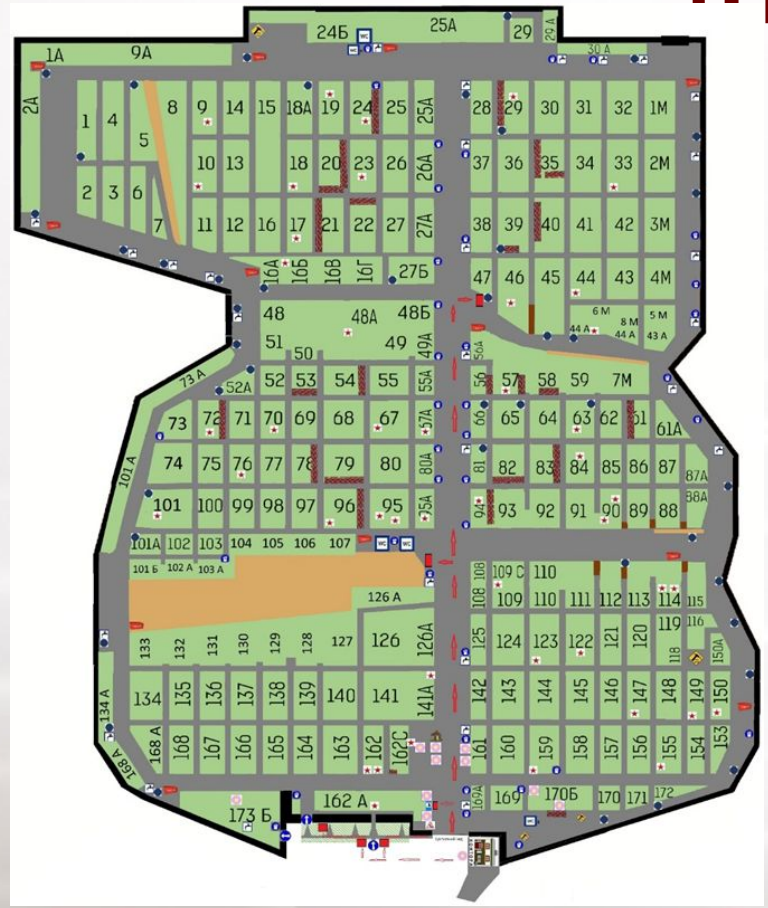 24Б 25А 29 29 А
1А 9А 30 А
2А
1 4 5 8 9 14 15 18А 19 24 25 25А 28 29 30 31 32 1М
10 13 18 20 23 26 26А 37 36 35 34 33 2М
2 3 6 7 11 12 16 17 21 22 27 27А 38 39 40 41 42 3М
16А 16Б 16В 16Г 27Б 47 46 45 44 43 4М
48 48А 48Б 6 М 5 М
44 А 8 М 44 А 43 А
51 50 49 49А 56А
73 А 52А 52 53 54 55 55А 56 57 58 59 7М
73 72 71 70 69 68 67 67А 66 65 64 63 62 61 61А
101 А 74 75 76 77 78 79 80 80А 81 82 83 84 85 86 87 87А
88А
101 100 99 98 97 96 95 95А 94 93 92 91 90 89 88
101А 102 103 104 105 106 107 WC WC
101 Б 102 А 103 А 108 109 С 110
126 А 108 109 110 111 112 113 114 115
133 132 131 130 129 128 127 126 126А 125 124 123 122 121 120 119 116
118 150А
134 А 134 135 136 137 138 139 140 141 141А 142 143 144 145 146 147 148 149 150
168 А 168 А 168 167 166 165 164 163 162 162С 161 160 159 158 157 156 155 154 153
173 Б 162 А 169А 169 170Б 170 171 172
КОНТОРА